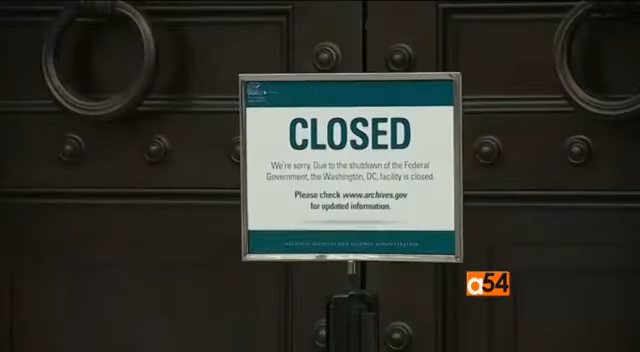 CLOSED
We're sorry. Due to the shutdown of the Federal
Government, the Washington, DC, facility is closed.
Please check www.archives.gov
for updated information.
NATIONAL ARCHIVES AND RECORDS ADMINISTRATION
a54